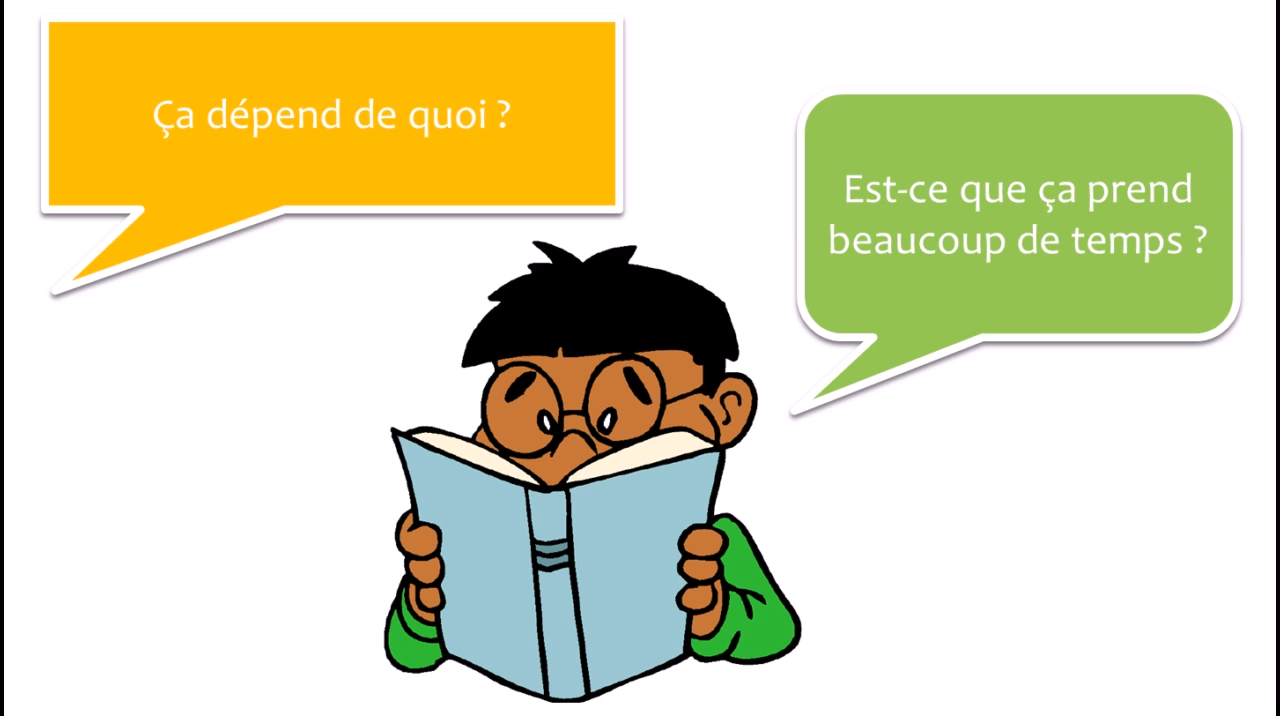 Ça dépend de quoi ?
Est-ce que ça prend
beaucoup de temps ?